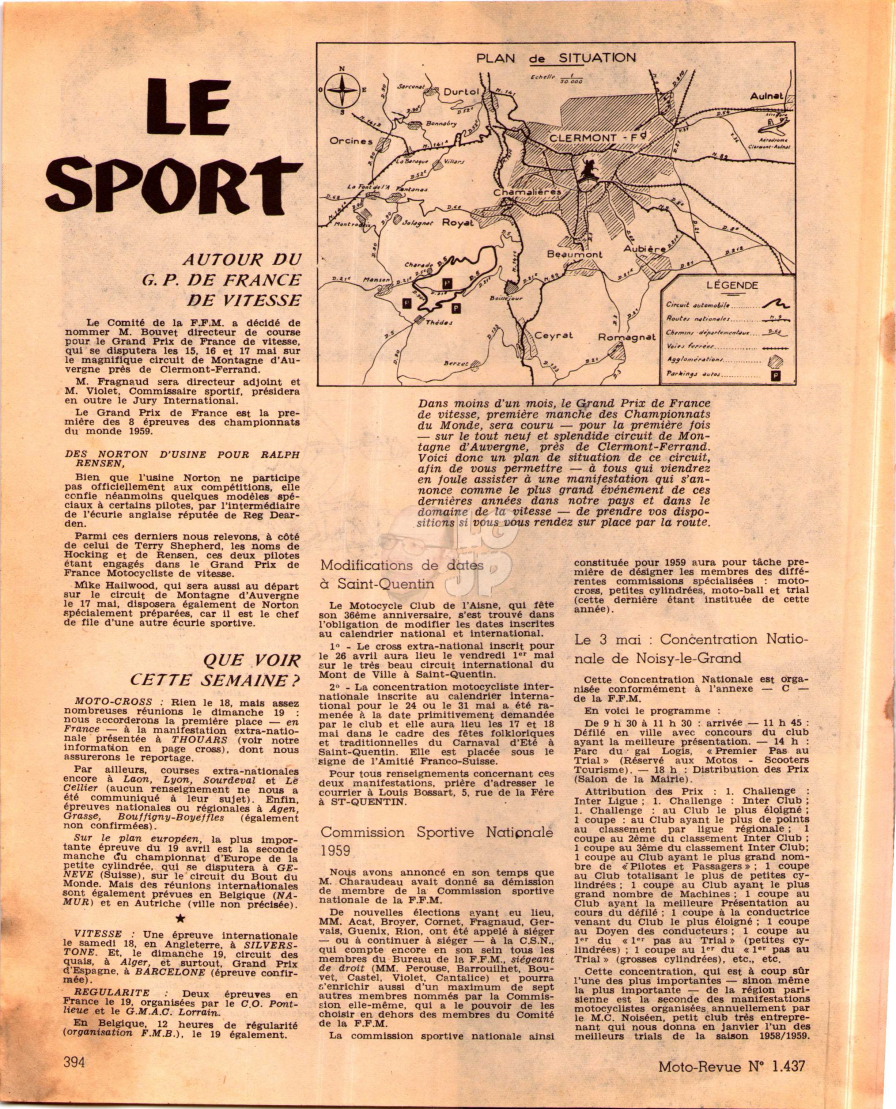 LE
SPORT
AUTOUR DU
G. P. DE FRANCE
DE VITESSE
Le Comité de la F.F.M. a décidé de
nommer M. Bouvet directeur de course
pour le Grand Prix de France de vitesse,
qui se disputera les 15, 16 et 17 mai sur
le magnifique circuit de Montagne d'Au-
vergne près de Clermont-Ferrand.
M. Fragnaud sera directeur adjoint et
M. Violet, Commissaire sportif, présidera
en outre le Jury International.
Le Grand Prix de France est la pre-
mière des 8 épreuves des championnats
du monde 1959.
DES NORTON D'USINE POUR RALPH
RENSEN,
Bien que l'usine Norton ne participe
pas officiellement aux compétitions, elle
confie néanmoins quelques modèles spé-
ciaux à certains pilotes, par l'intermédiaire
de l'écurie anglaise réputée de Reg Dear-
den.
Parmi ces derniers nous relevons, à côté
de celui de Terry Shepherd, les noms de
Hocking et de Rensen, ces deux pilotes
étant engagés dans le Grand Prix de
France Motocycliste de vitesse.
Mike Hailwood, qui sera aussi au départ
sur le circuit de Montagne d'Auvergne
le 17 mai, disposera également de Norton
spécialement préparées, car il est le chef
de file d'une autre écurie sportive.
QUE VOIR
CETTE SEMAINE ?
MOTO-CROSS : Rien le 18, mais assez
nombreuses réunions le dimanche 19 :
nous accorderons la première place — en
France — à la manifestation extra-natio-
nale présentée à THOUARS (voir notre
information en page cross), dont nous
assurerons le reportage.
Par ailleurs, courses extra-nationales
encore à Laon, Lyon, Sourdeval et Le
Cellier (aucun renseignement ne nous a
été communiqué à leur sujet). Enfin,
épreuves nationales ou régionales à Agen,
Grasse, Bouffigny-Boyeffles (également
non confirmées).
Sur le plan européen, la plus impor-
tante épreuve du 19 avril est la seconde
manche du championnat d'Europe de la
petite cylindrée, qui se disputera à GE-
NEVE (Suisse), sur le circuit du Bout du
Monde. Mais des réunions internationales
sont également prévues en Belgique (NA-
MUR) et en Autriche (ville non précisée).
VITESSE : Une épreuve internationale
le samedi 18, en Angleterre, à SILVERS-
TONE. Et, le dimanche 19, circuit des
quais, à Alger, et surtout, Grand Prix
d'Espagne, à BARCELONE (épreuve confir-
mée).
REGULARITE : Deux épreuves en
France le 19, organisées par le C.O. Pont-
lieue et le G.M.A.C. Lorrain.
En Belgique, 12 heures de régularité
(organisation F.M.B.), le 19 également.
PLAN de SITUATION
Echelle 1/50.000
N
O
S
Sarcenat
Durtol
Bonnabry
Orcines
La Baraque
Villars
La Font de l'A
Fontanas
Montrodeix
Solagnat
Chamalières
Royat
CLERMONT - Fd
Aulnat
Aérodrome
Clermont-Aulnat
Beaumont
Aubière
Charade
Manson
Thèdes
Boisséjour
Ceyrat
Berzet
Romagnat
P
P
P
LÉGENDE
Circuit automobile
Routes nationales
Chemins départementaux
Voies ferrées
Agglomérations
Parkings autos P
Dans moins d'un mois, le Grand Prix de France
de vitesse, première manche des Championnats
du Monde, sera couru — pour la première fois
— sur le tout neuf et splendide circuit de Mon-
tagne d'Auvergne, près de Clermont-Ferrand.
Voici donc un plan de situation de ce circuit,
afin de vous permettre — à tous qui viendrez
en foule assister à une manifestation qui s'an-
nonce comme le plus grand événement de ces
dernières années dans notre pays et dans le
domaine de la vitesse — de prendre vos dispo-
sitions si vous vous rendez sur place par la route.
LG
JP
Modifications de dates
à Saint-Quentin
Le Motocycle Club de l'Aisne, qui fête
son 36ème anniversaire, s'est trouvé dans
l'obligation de modifier les dates inscrites
au calendrier national et international.
1° - Le cross extra-national inscrit pour
le 26 avril aura lieu le vendredi 1er mai
sur le très beau circuit international du
Mont de Ville à Saint-Quentin.
2° - La concentration motocycliste inter-
nationale inscrite au calendrier interna-
tional pour le 24 ou le 31 mai a été ra-
menée à la date primitivement demandée
par le club et elle aura lieu les 17 et 18
mai dans le cadre des fêtes folkloriques
et traditionnelles du Carnaval d'Eté à
Saint-Quentin. Elle est placée sous le
signe de l'Amitié Franco-Suisse.
Pour tous renseignements concernant ces
deux manifestations, prière d'adresser le
courrier à Louis Bossart, 5, rue de la Fère
à ST-QUENTIN.
Commission Sportive Nationale
1959
Nous avons annoncé en son temps que
M. Charaudeau avait donné sa démission
de membre de la Commission sportive
nationale de la F.F.M.
De nouvelles élections ayant eu lieu,
MM. Acat, Broyer, Cornet, Fragnaud, Ger-
vais, Guenix, Rion, ont été appelé à siéger
— ou à continuer à siéger — à la C.S.N.,
qui compte encore en son sein tous les
membres du Bureau de la F.F.M., siégeant
de droit (MM. Perouse, Barrouilhet, Bou-
vet, Castel, Violet, Cantalice) et pourra
s'enrichir aussi d'un maximum de sept
autres membres nommés par la Commis-
sion elle-même, qui a le pouvoir de les
choisir en dehors des membres du Comité
de la F.F.M.
La commission sportive nationale ainsi
constituée pour 1959 aura pour tâche pre-
mière de désigner les membres des diffé-
rentes commissions spécialisées : moto-
cross, petites cylindrées, moto-ball et trial
(cette dernière étant instituée de cette
année).
Le 3 mai : Concentration Natio-
nale de Noisy-le-Grand
Cette Concentration Nationale est orga-
nisée conformément à l'annexe — C —
de la F.F.M.
En voici le programme :
De 9 h 30 à 11 h 30 : arrivée — 11 h 45 :
Défilé en ville avec concours du club
ayant la meilleure présentation. — 14 h :
Parc du gai Logis, « Premier Pas au
Trial » (Réservé aux Motos - Scooters
Tourisme). — 18 h : Distribution des Prix
(Salon de la Mairie).
Attribution des Prix : 1. Challenge :
Inter Ligue ; 1. Challenge : Inter Club ;
1. Challenge : au Club le plus éloigné ;
1 coupe : au Club ayant le plus de points
au classement par ligue régionale ; 1
coupe au 2ème du classement Inter Club ;
1 coupe au 3ème du classement Inter Club;
1 coupe au Club ayant le plus grand nom-
bre de « Pilotes et Passagers » ; 1 coupe
au Club totalisant le plus de petites cy-
lindrées ; 1 coupe au Club ayant le plus
grand nombre de Machines ; 1 coupe au
Club ayant la meilleure Présentation au
cours du défilé ; 1 coupe à la conductrice
venant du Club le plus éloigné ; 1 coupe
au Doyen des conducteurs ; 1 coupe au
1er du « 1er pas au Trial » (petites cy-
lindrées) ; 1 coupe au 1er du « 1er pas au
Trial » (grosses cylindrées), etc., etc.
Cette concentration, qui est à coup sûr
l'une des plus importantes — sinon même
la plus importante — de la région pari-
sienne est la seconde des manifestations
motocyclistes organisées annuellement par
le M.C. Noiséen, petit club très entrepre-
nant qui nous donna en janvier l'un des
meilleurs trials de la saison 1958/1959.
394
Moto-Revue N° 1.437